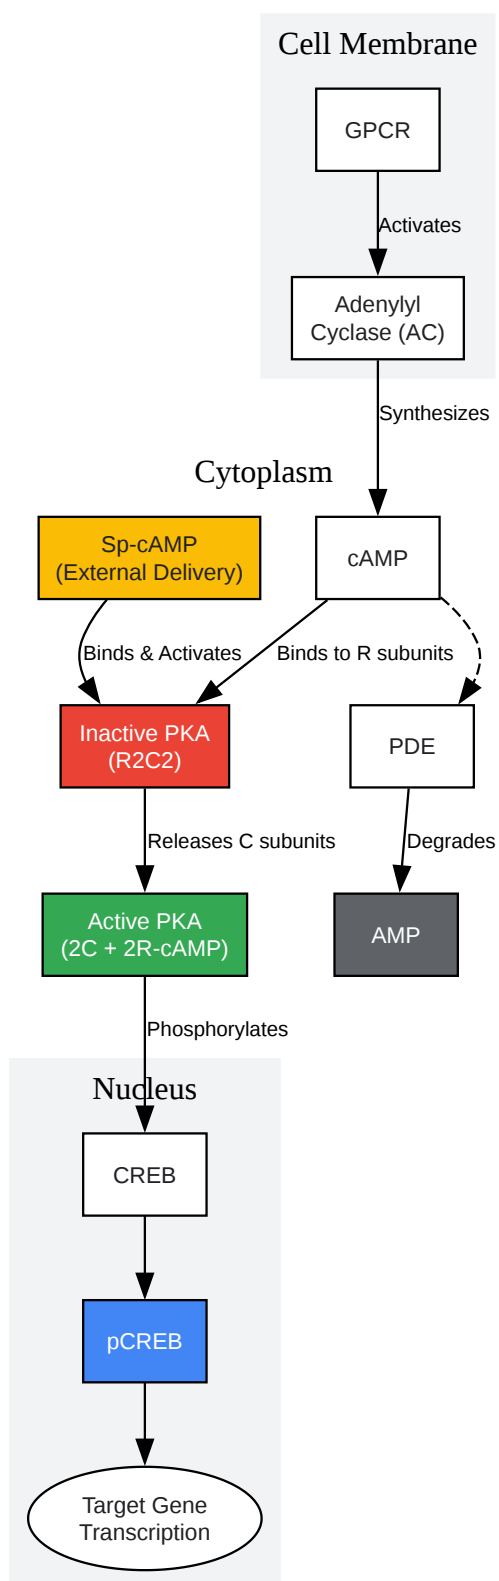 Cell Membrane
GPCR
Activates
Adenylyl
Cyclase (AC)
Synthesizes
Cytoplasm
Sp-cAMP
(External Delivery)
cAMP
Binds & Activates
Binds to R subunits
Inactive PKA
(R2C2)
PDE
Releases C subunits
Degrades
Active PKA
(2C + 2R-cAMP)
AMP
Phosphorylates
Nucleus
CREB
pCREB
Target Gene
Transcription